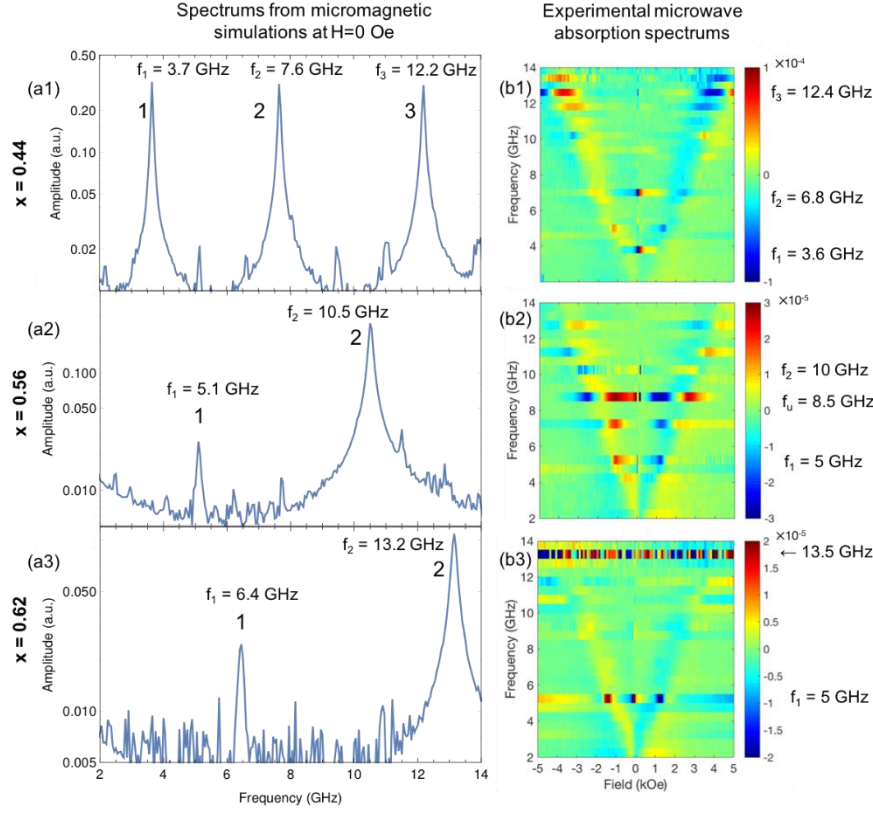 Spectrums from micromagnetic
simulations at H=0 Oe
Experimental microwave
absorption spectrums
x = 0.44
(a1)
Amplitude (a.u.)
0.50
0.20
0.10
0.05
0.02
f₁ = 3.7 GHz
f₂ = 7.6 GHz
f₃ = 12.2 GHz
1
2
3
(b1)
Frequency (GHz)
14
12
10
8
6
4
×10⁻⁴
1
0
-1
f₃ = 12.4 GHz
f₂ = 6.8 GHz
f₁ = 3.6 GHz
x = 0.56
(a2)
Amplitude (a.u.)
0.100
0.050
0.010
f₂ = 10.5 GHz
2
f₁ = 5.1 GHz
1
(b2)
Frequency (GHz)
14
12
10
8
6
4
2
×10⁻⁵
3
2
1
0
-1
-2
-3
f₂ = 10 GHz
fᵤ = 8.5 GHz
f₁ = 5 GHz
x = 0.62
(a3)
Amplitude (a.u.)
0.050
0.010
0.005
f₂ = 13.2 GHz
2
f₁ = 6.4 GHz
1
2 4 6 8 10 12 14
Frequency (GHz)
(b3)
Frequency (GHz)
14
12
10
8
6
4
2
-5 -4 -3 -2 -1 0 1 2 3 4 5
Field (kOe)
×10⁻⁵
2
1.5
1
0.5
0
-0.5
-1
-1.5
-2
← 13.5 GHz
f₁ = 5 GHz